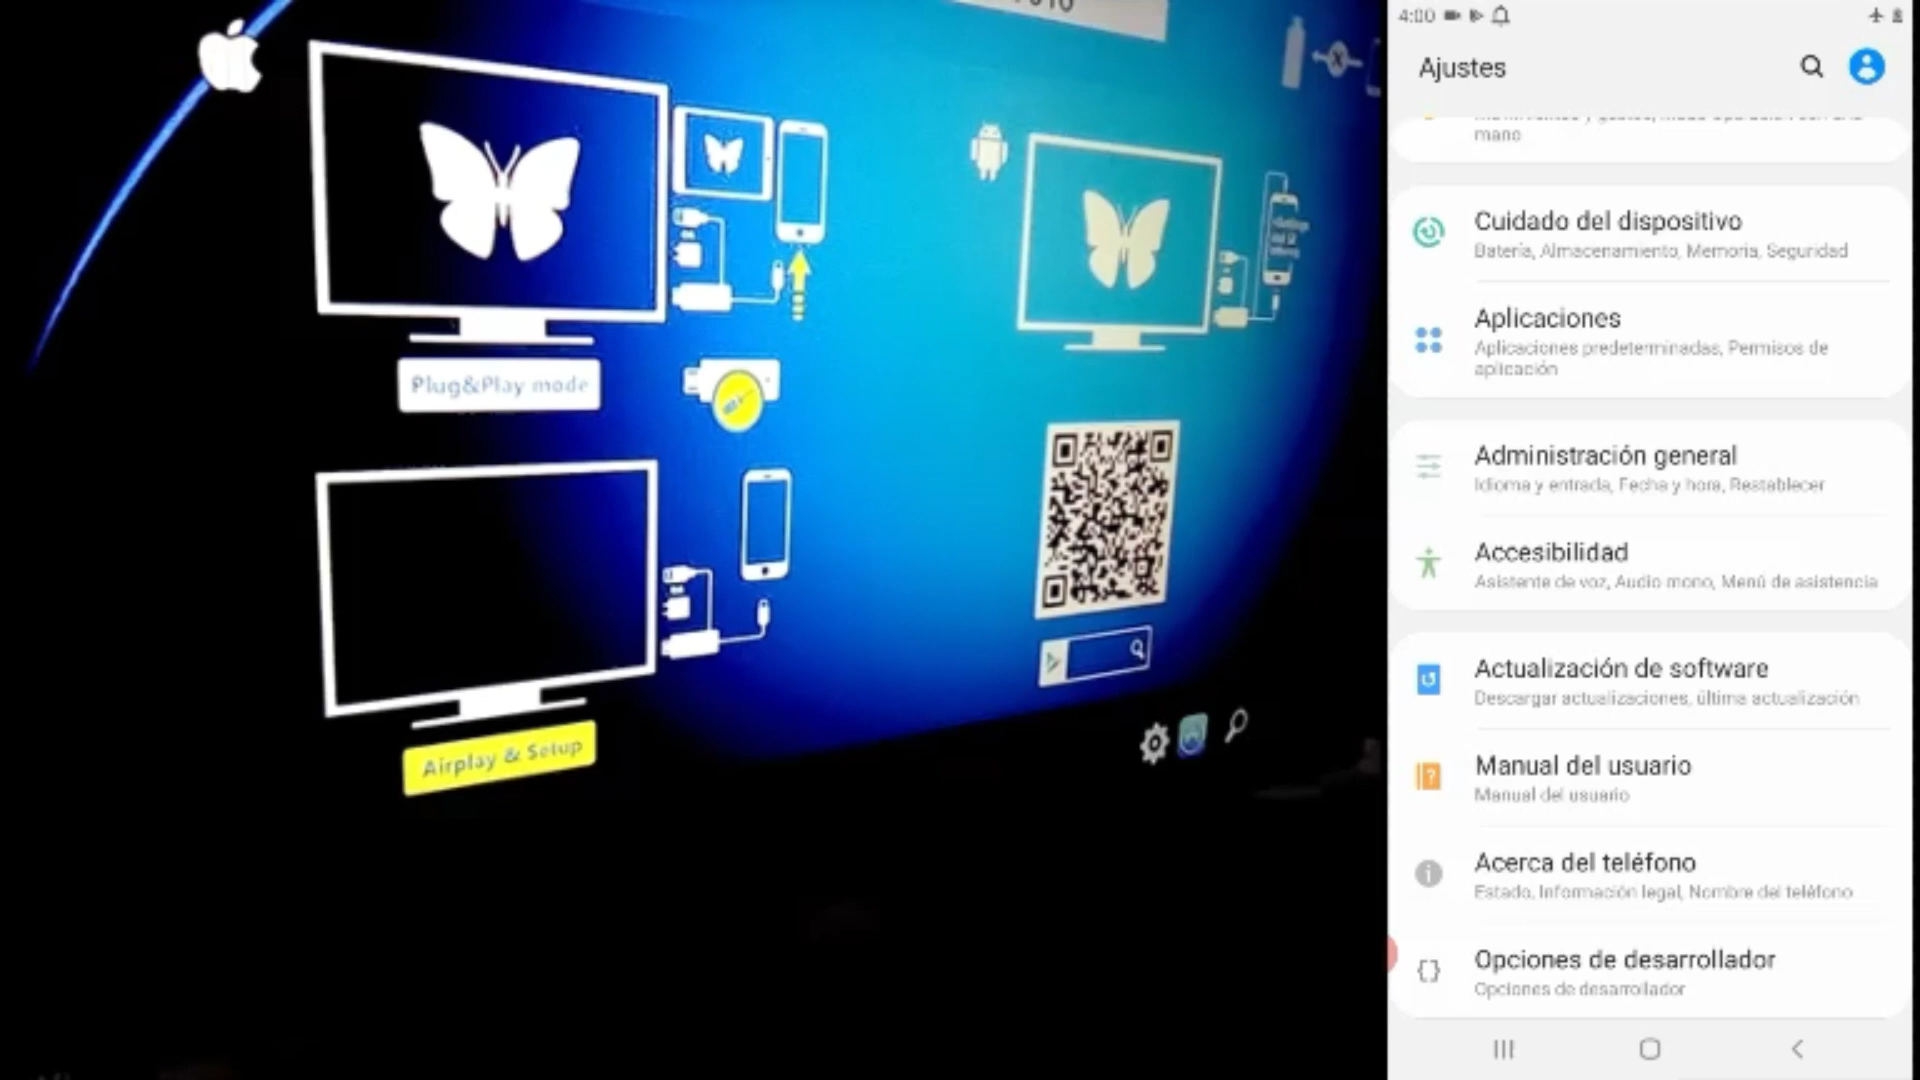 Plug&Play mode
Airplay & Setup
4:00
Ajustes
mano
Cuidado del dispositivo
Batería, Almacenamiento, Memoria, Seguridad
Aplicaciones
Aplicaciones predeterminadas, Permisos de
aplicación
Administración general
Idioma y entrada, Fecha y hora, Restablecer
Accesibilidad
Asistente de voz, Audio mono, Menú de asistencia
Actualización de software
Descargar actualizaciones, última actualización
Manual del usuario
Manual del usuario
Acerca del teléfono
Estado, Información legal, Nombre del teléfono
Opciones de desarrollador
Opciones de desarrollador